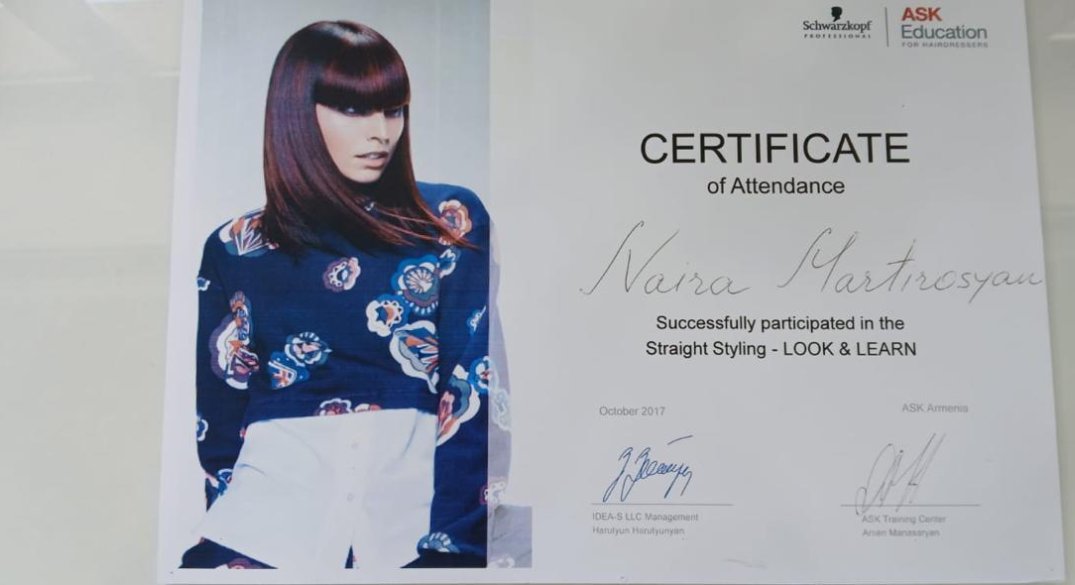 Schwarzkopf
PROFESSIONAL
ASK
Education
FOR HAIRDRESSERS
CERTIFICATE
of Attendance
Naira Martirosyan
Successfully participated in the
Straight Styling - LOOK & LEARN
October 2017
ASK Armenia
IDEA-S LLC Management
Harutyun Harutyunyan
ASK Training Center
Arsen Manasaryan